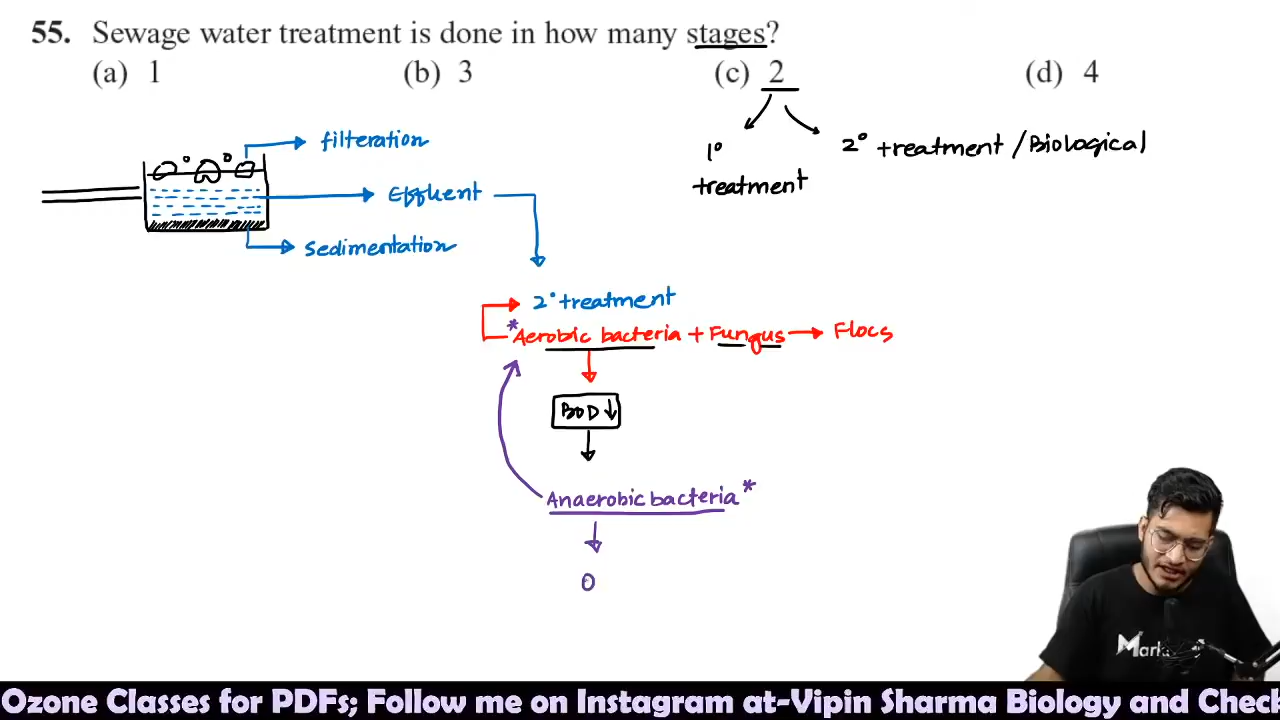 55. Sewage water treatment is done in how many stages?
(a) 1 (b) 3 (c) 2 (d) 4
filteration
1° treatment
2° treatment / Biological
Effluent
Sedimentation
2° treatment
*Aerobic bacteria + Fungus → Flocs
BOD↓
Anaerobic bacteria*
0
Ozone Classes for PDFs; Follow me on Instagram at-Vipin Sharma Biology and Chec